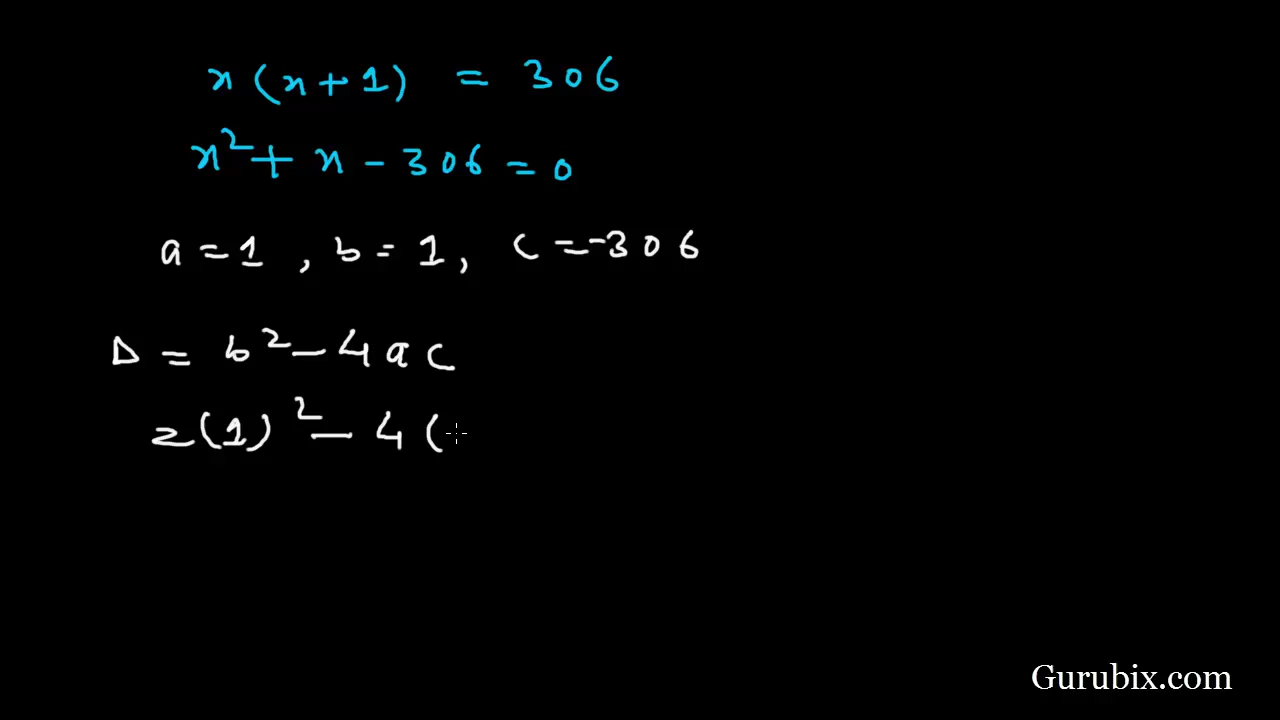 x(x+1) = 306
x²+x-306=0
a=1, b=1, c=-306
D = b²-4ac
=(1)²-4(
Gurubix.com